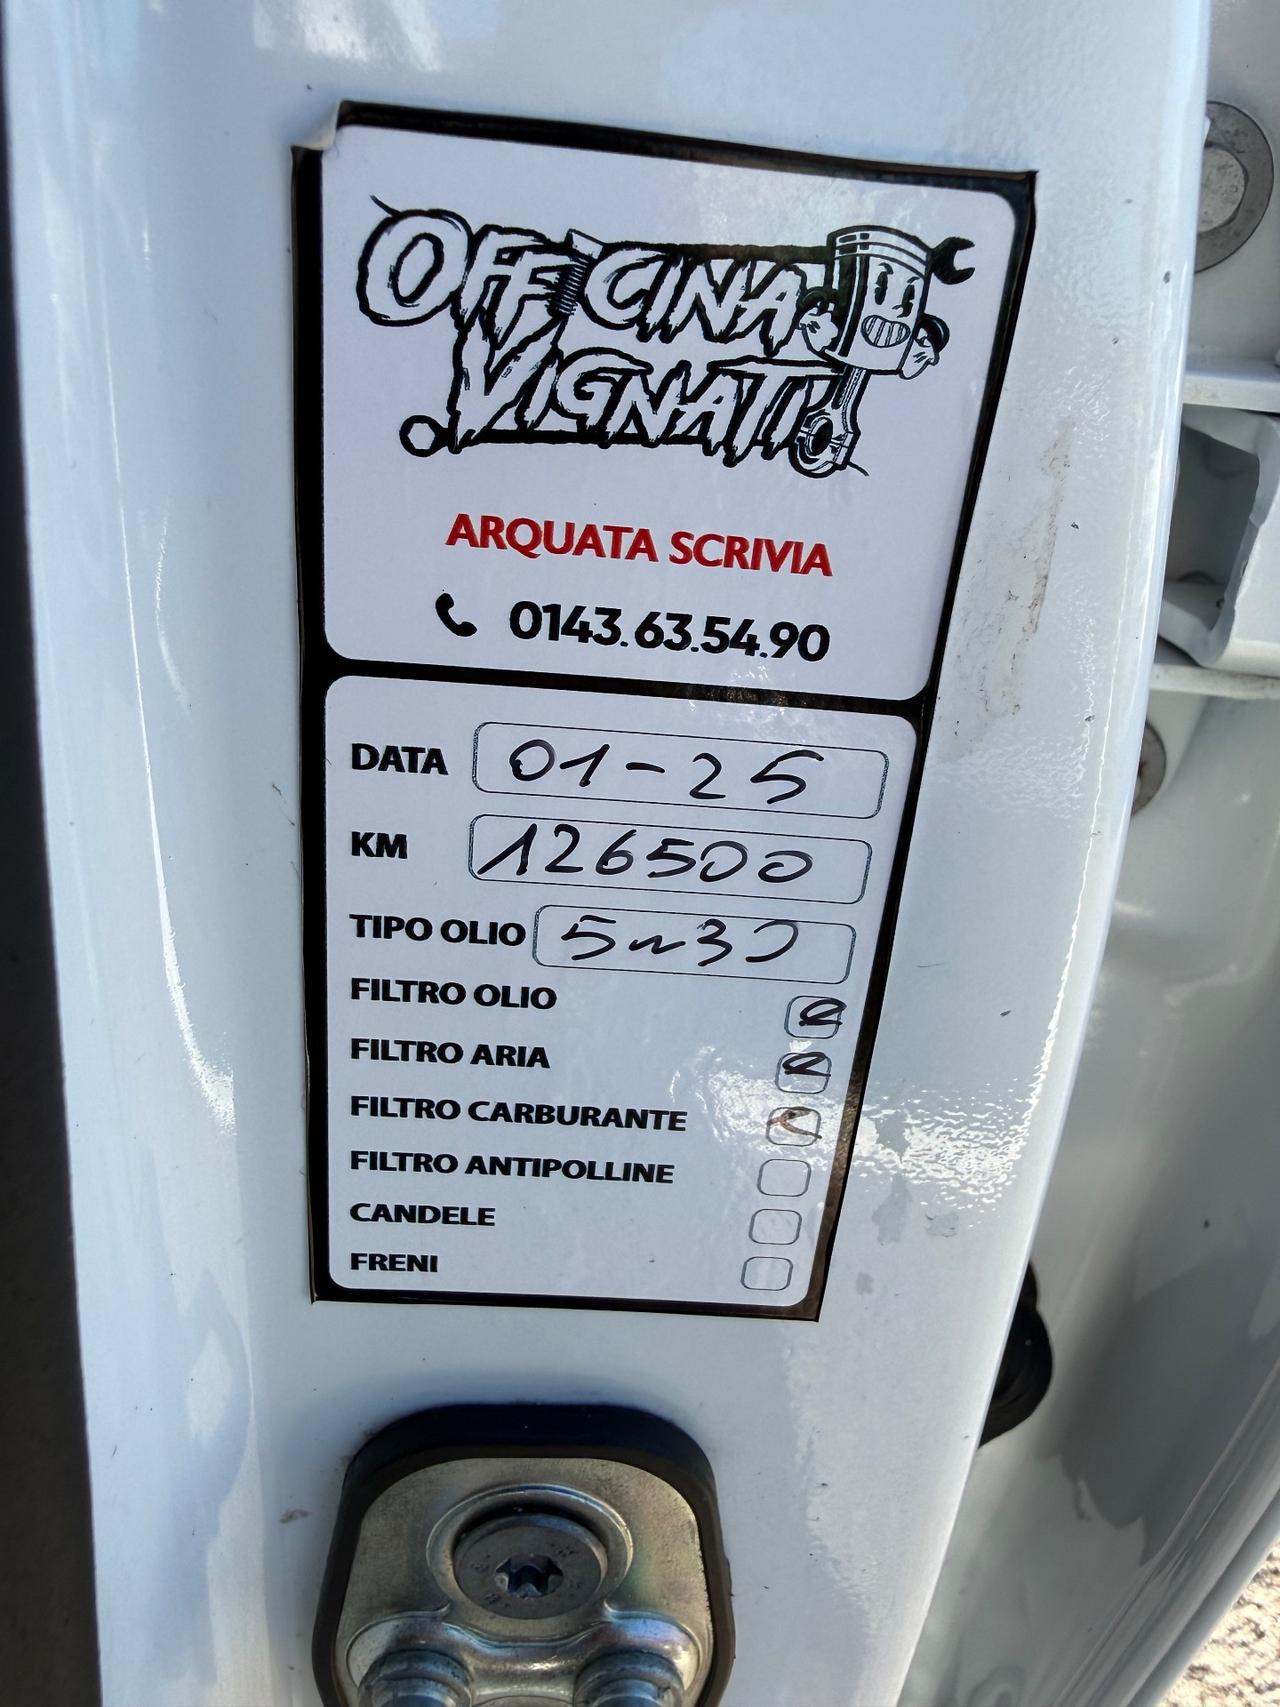 OFFICINA
VIGNATI
ARQUATA SCRIVIA
0143.63.54.90
DATA 01-25
KM 126500
TIPO OLIO 5w30
FILTRO OLIO
FILTRO ARIA
FILTRO CARBURANTE
FILTRO ANTIPOLLINE
CANDELE
FRENI